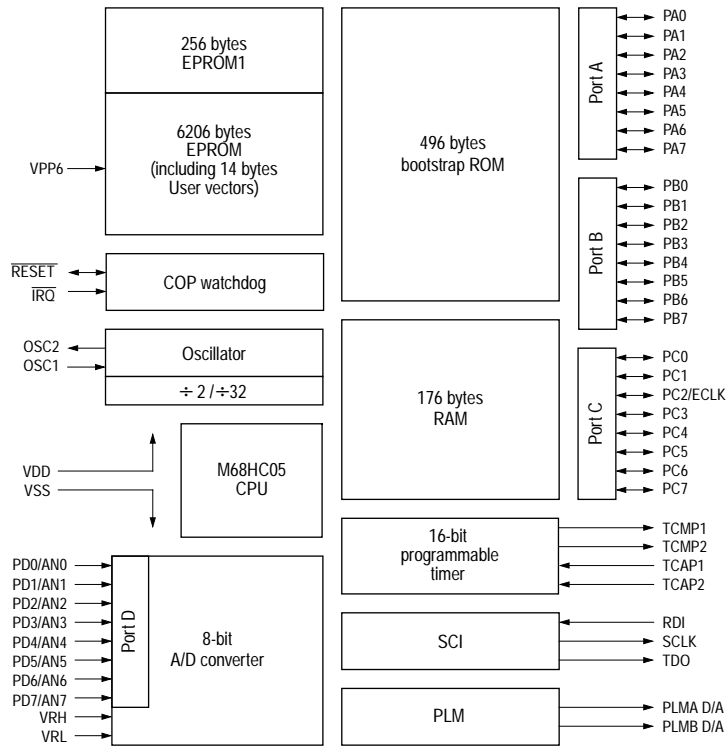 256 bytes
EPROM1
6206 bytes
EPROM
(including 14 bytes
User vectors)
VPP6
RESET
IRQ
COP watchdog
OSC2
OSC1
Oscillator
÷ 2 / ÷32
VDD
VSS
M68HC05
CPU
PD0/AN0
PD1/AN1
PD2/AN2
PD3/AN3
PD4/AN4
PD5/AN5
PD6/AN6
PD7/AN7
VRH
VRL
Port D
8-bit
A/D converter
496 bytes
bootstrap ROM
176 bytes
RAM
16-bit
programmable
timer
SCI
PLM
Port A
PA0
PA1
PA2
PA3
PA4
PA5
PA6
PA7
Port B
PB0
PB1
PB2
PB3
PB4
PB5
PB6
PB7
Port C
PC0
PC1
PC2/ECLK
PC3
PC4
PC5
PC6
PC7
TCMP1
TCMP2
TCAP1
TCAP2
RDI
SCLK
TDO
PLMA D/A
PLMB D/A